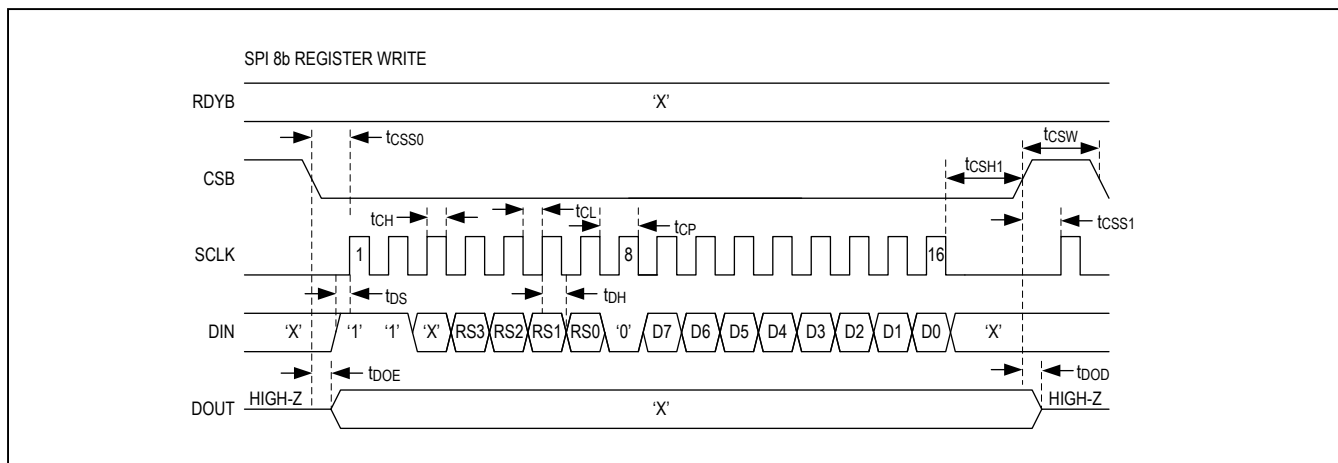 SPI 8b REGISTER WRITE
RDYB ‘X’
tCSS0 tCSW
CSB tCSH1
tCH tCL tCP tCSS1
SCLK 1 8 16
tDS tDH
DIN ‘X’ ‘1’ ‘1’ ‘X’ RS3 RS2 RS1 RS0 ‘0’ D7 D6 D5 D4 D3 D2 D1 D0 ‘X’
tDOE tDOD
DOUT HIGH-Z ‘X’ HIGH-Z